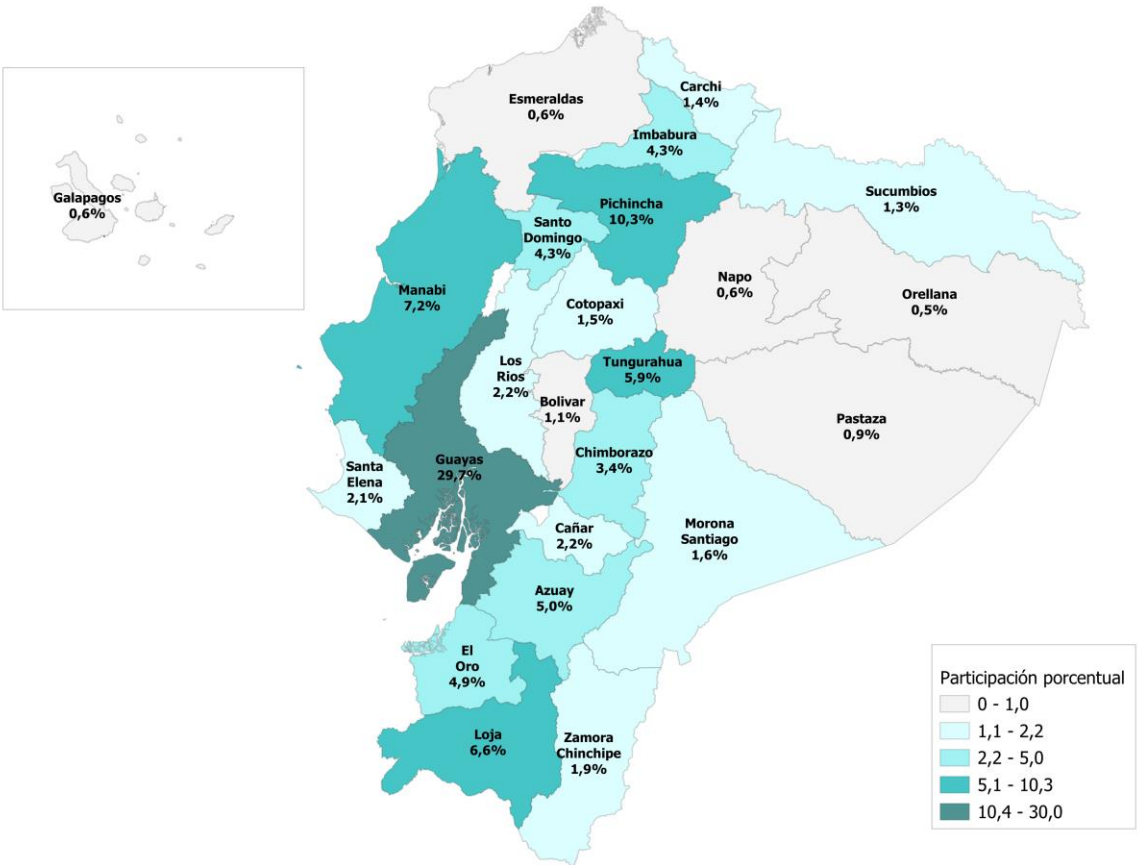 Esmeraldas
0,6%
Carchi
1,4%
Imbabura
4,3%
Galapagos
0,6%
Sucumbios
1,3%
Pichincha
10,3%
Santo
Domingo
4,3%
Napo
0,6%
Manabi
7,2%
Orellana
0,5%
Cotopaxi
1,5%
Los
Rios
2,2%
Tungurahua
5,9%
Bolivar
1,1%
Pastaza
0,9%
Chimborazo
3,4%
Guayas
29,7%
Santa
Elena
2,1%
Cañar
2,2%
Morona
Santiago
1,6%
Azuay
5,0%
El
Oro
4,9%
Loja
6,6%
Zamora
Chinchipe
1,9%
Participación porcentual
0 - 1,0
1,1 - 2,2
2,2 - 5,0
5,1 - 10,3
10,4 - 30,0